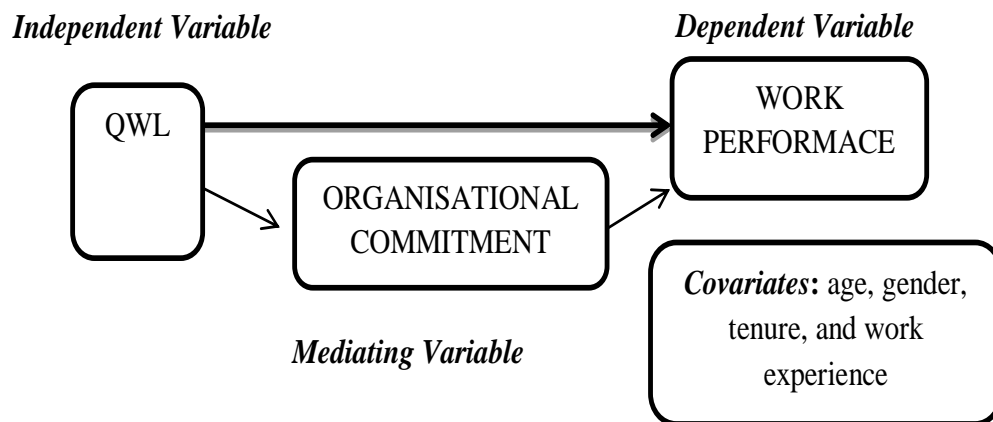 Independent Variable
Dependent Variable
QWL
WORK
PERFORMACE
ORGANISATIONAL
COMMITMENT
Mediating Variable
Covariates: age, gender,
tenure, and work
experience